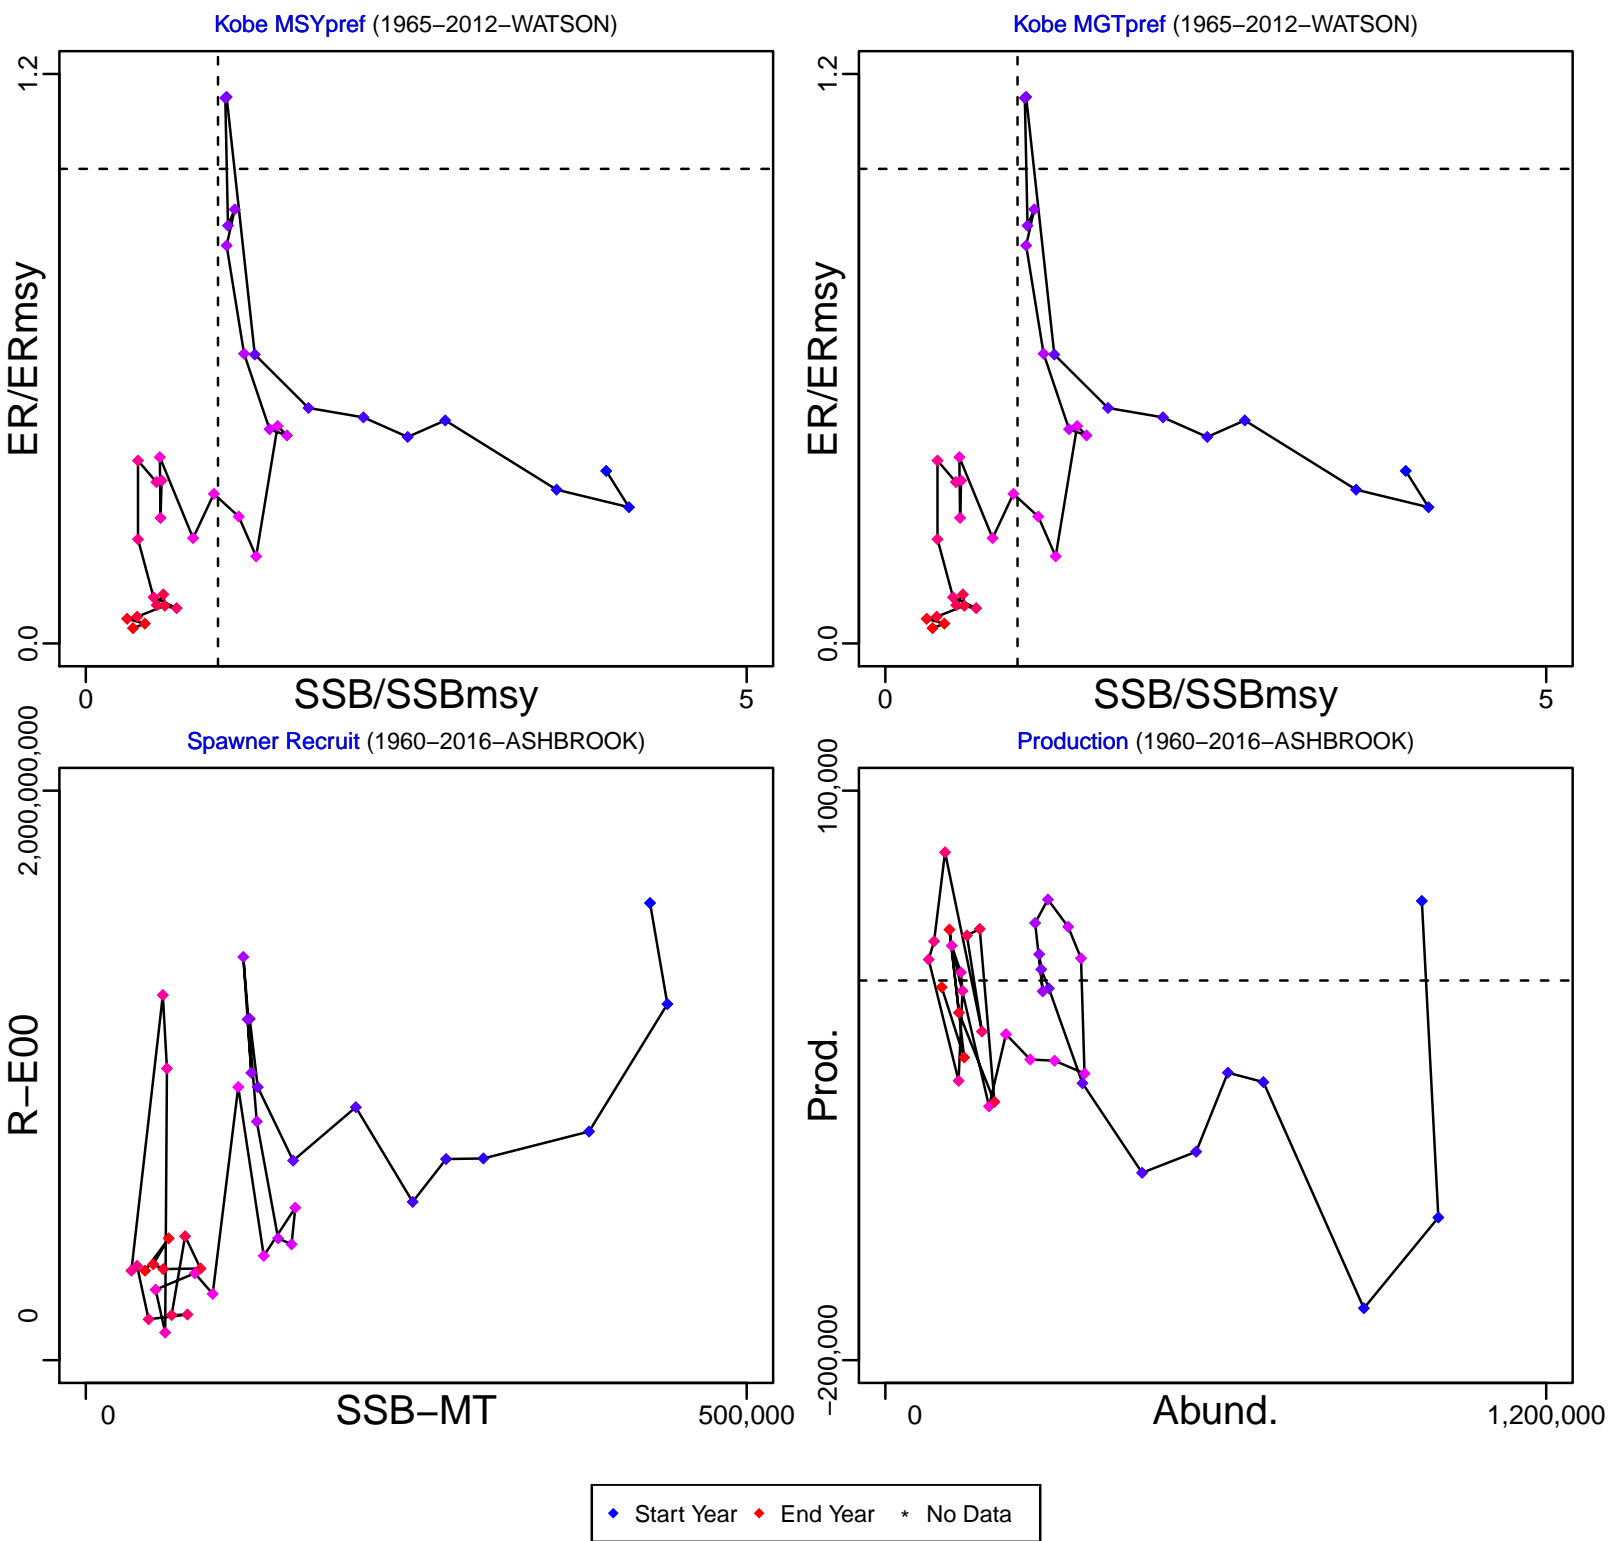 Kobe MSYpref (1965−2012−WATSON)
Kobe MGTpref (1965−2012−WATSON)
1.2
ER/ERmsy
0.0
0
SSB/SSBmsy
5
1.2
ER/ERmsy
0.0
0
SSB/SSBmsy
5
Spawner Recruit (1960−2016−ASHBROOK)
Production (1960−2016−ASHBROOK)
2,000,000,000
R−E00
0
0
SSB−MT
500,000
100,000
Prod.
−200,000
0
Abund.
1,200,000
Start Year
End Year
* No Data